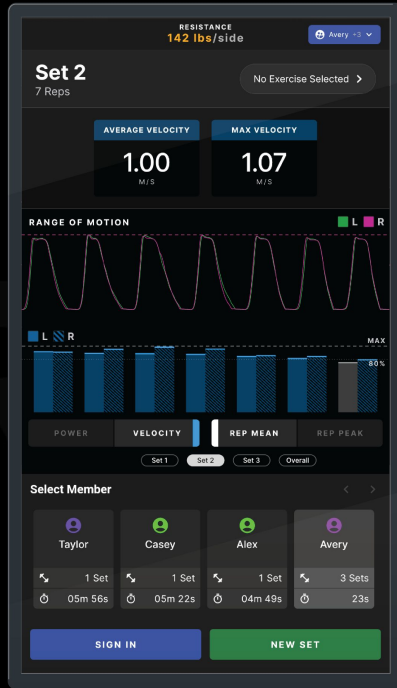 RESISTANCE
142 lbs/side
Avery +3
Set 2
7 Reps
No Exercise Selected
AVERAGE VELOCITY
1.00
M/S
MAX VELOCITY
1.07
M/S
RANGE OF MOTION
L R
L R
MAX
80%
POWER VELOCITY REP MEAN REP PEAK
Set 1 Set 2 Set 3 Overall
Select Member
Taylor Casey Alex Avery
1 Set 1 Set 1 Set 3 Sets
05m 56s 05m 22s 04m 49s 23s
SIGN IN NEW SET